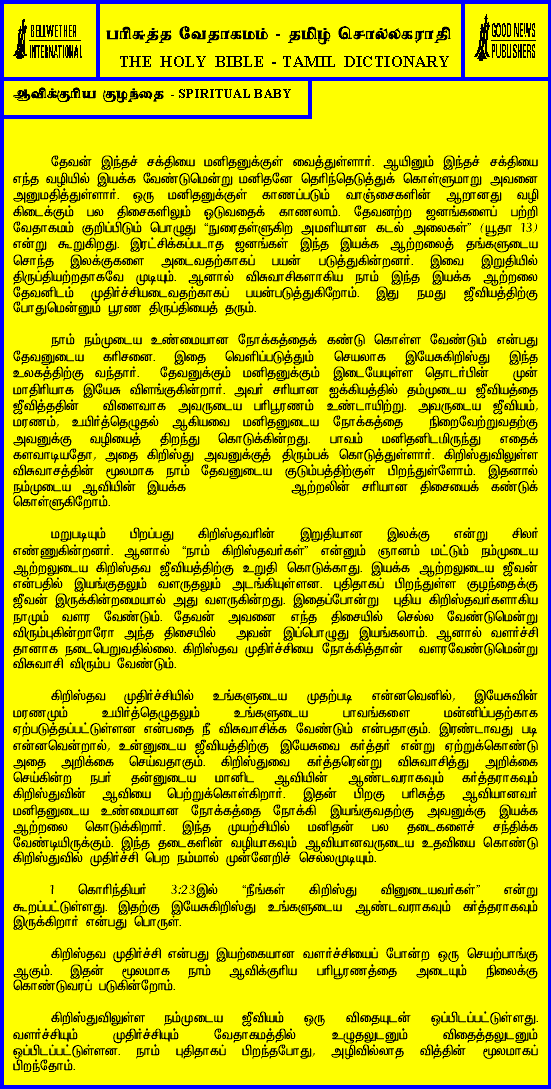 BELLWETHER
INTERNATIONAL
பரிசுத்த வேதாகமம் - தமிழ் சொல்லகராதி
THE HOLY BIBLE - TAMIL DICTIONARY
GOOD NEWS
PUBLISHERS
ஆவிக்குரிய குழந்தை - SPIRITUAL BABY
தேவன் இந்தச் சக்தியை மனிதனுக்குள் வைத்துள்ளார். ஆயினும் இந்தச் சக்தியை
எந்த வழியில் இயக்க வேண்டுமென்று மனிதனே தெரிந்தெடுத்துக் கொள்ளுமாறு அவனை
அனுமதித்துள்ளார். ஒரு மனிதனுக்குள் காணப்படும் வாஞ்சைகளின் ஆறானது வழி
கிடைக்கும் பல திசைகளிலும் ஓடுவதைக் காணலாம். தேவனற்ற ஜனங்களைப் பற்றி
வேதாகமம் குறிப்பிடும் பொழுது “நுரைதள்ளுகிற அமளியான கடல் அலைகள்” (யூதா 13)
என்று கூறுகிறது. இரட்சிக்கப்படாத ஜனங்கள் இந்த இயக்க ஆற்றலைத் தங்களுடைய
சொந்த இலக்குகளை அடைவதற்காகப் பயன் படுத்துகின்றனர். இவை இறுதியில்
திருப்தியற்றதாகவே முடியும். ஆனால் விசுவாசிகளாகிய நாம் இந்த இயக்க ஆற்றலை
தேவனிடம் முதிர்ச்சியடைவதற்காகப் பயன்படுத்துகிறோம். இது நமது ஜீவியத்திற்கு
போதுமென்னும் பூரண திருப்தியைத் தரும்.
நாம் நம்முடைய உண்மையான நோக்கத்தைக் கண்டு கொள்ள வேண்டும் என்பது
தேவனுடைய கரிசனை. இதை வெளிப்படுத்தும் செயலாக இயேசுகிறிஸ்து இந்த
உலகத்திற்கு வந்தார். தேவனுக்கும் மனிதனுக்கும் இடையேயுள்ள தொடர்பின் முன்
மாதிரியாக இயேசு விளங்குகின்றார். அவர் சரியான ஐக்கியத்தில் தம்முடைய ஜீவியத்தை
ஜீவித்ததின் விளைவாக அவருடைய பரிபூரணம் உண்டாயிற்று. அவருடைய ஜீவியம்,
மரணம், உயிர்த்தெழுதல் ஆகியவை மனிதனுடைய நோக்கத்தை நிறைவேற்றுவதற்கு
அவனுக்கு வழியைத் திறந்து கொடுக்கின்றது. பாவம் மனிதனிடமிருந்து எதைக்
களவாடியதோ, அதை கிறிஸ்து அவனுக்குத் திரும்பக் கொடுத்துள்ளார். கிறிஸ்துவிலுள்ள
விசுவாசத்தின் மூலமாக நாம் தேவனுடைய குடும்பத்திற்குள் பிறந்துள்ளோம். இதனால்
நம்முடைய ஆவியின் இயக்க ஆற்றலின் சரியான திசையைக் கண்டுக்
கொள்ளுகிறோம்.
மறுபடியும் பிறப்பது கிறிஸ்தவரின் இறுதியான இலக்கு என்று சிலர்
எண்ணுகின்றனர். ஆனால் “நாம் கிறிஸ்தவர்கள்” என்னும் ஞானம் மட்டும் நம்முடைய
ஆற்றலுடைய கிறிஸ்தவ ஜீவியத்திற்கு உறுதி கொடுக்காது. இயக்க ஆற்றலுடைய ஜீவன்
என்பதில் இயங்குதலும் வளருதலும் அடங்கியுள்ளன. புதிதாகப் பிறந்துள்ள குழந்தைக்கு
ஜீவன் இருக்கின்றமையால் அது வளருகின்றது. இதைப்போன்று புதிய கிறிஸ்தவர்களாகிய
நாமும் வளர வேண்டும். தேவன் அவனை எந்த திசையில் செல்ல வேண்டுமென்று
விரும்புகின்றாரோ அந்த திசையில் அவன் இப்பொழுது இயங்கலாம். ஆனால் வளர்ச்சி
தானாக நடைபெறுவதில்லை. கிறிஸ்தவ முதிர்ச்சியை நோக்கித்தான் வளரவேண்டுமென்று
விசுவாசி விரும்ப வேண்டும்.
கிறிஸ்தவ முதிர்ச்சியில் உங்களுடைய முதற்படி என்னவெனில், இயேசுவின்
மரணமும் உயிர்த்தெழுதலும் உங்களுடைய பாவங்களை மன்னிப்பதற்காக
ஏற்படுத்தப்பட்டுள்ளன என்பதை நீ விசுவாசிக்க வேண்டும் என்பதாகும். இரண்டாவது படி
என்னவென்றால், உன்னுடைய ஜீவியத்திற்கு இயேசுவை கர்த்தர் என்று ஏற்றுக்கொண்டு
அதை அறிக்கை செய்வதாகும். கிறிஸ்துவை கர்த்தரென்று விசுவாசித்து அறிக்கை
செய்கின்ற நபர் தன்னுடைய மானிட ஆவியின் ஆண்டவராகவும் கர்த்தராகவும்
கிறிஸ்துவின் ஆவியை பெற்றுக்கொள்கிறார். இதன் பிறகு பரிசுத்த ஆவியானவர்
மனிதனுடைய உண்மையான நோக்கத்தை நோக்கி இயங்குவதற்கு அவனுக்கு இயக்க
ஆற்றலை கொடுக்கிறார். இந்த முயற்சியில் மனிதன் பல தடைகளைச் சந்திக்க
வேண்டியிருக்கும். இந்த தடைகளின் வழியாகவும் ஆவியானவருடைய உதவியை கொண்டு
கிறிஸ்துவில் முதிர்ச்சி பெற நம்மால் முன்னேறிச் செல்லமுடியும்.
1 கொரிந்தியர் 3:23இல் “நீங்கள் கிறிஸ்து வினுடையவர்கள்” என்று
கூறப்பட்டுள்ளது. இதற்கு இயேசுகிறிஸ்து உங்களுடைய ஆண்டவராகவும் கர்த்தராகவும்
இருக்கிறார் என்பது பொருள்.
கிறிஸ்தவ முதிர்ச்சி என்பது இயற்கையான வளர்ச்சியைப் போன்ற ஒரு செயற்பாங்கு
ஆகும். இதன் மூலமாக நாம் ஆவிக்குரிய பரிபூரணத்தை அடையும் நிலைக்கு
கொண்டுவரப் படுகின்றோம்.
கிறிஸ்துவிலுள்ள நம்முடைய ஜீவியம் ஒரு விதையுடன் ஒப்பிடப்பட்டுள்ளது.
வளர்ச்சியும் முதிர்ச்சியும் வேதாகமத்தில் உழுதலுடனும் விதைத்தலுடனும்
ஒப்பிடப்பட்டுள்ளன. நாம் புதிதாகப் பிறந்தபோது, அழிவில்லாத வித்தின் மூலமாகப்
பிறந்தோம்.